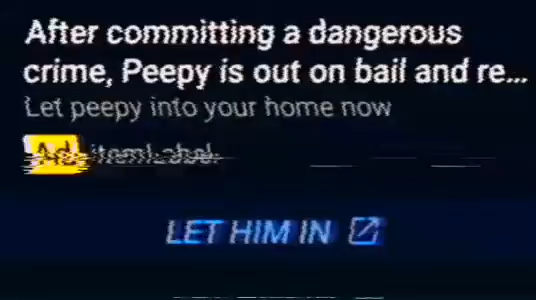 After committing a dangerous
crime, Peepy is out on bail and re...
Let peepy into your home now
Ad itemLabel
LET HIM IN